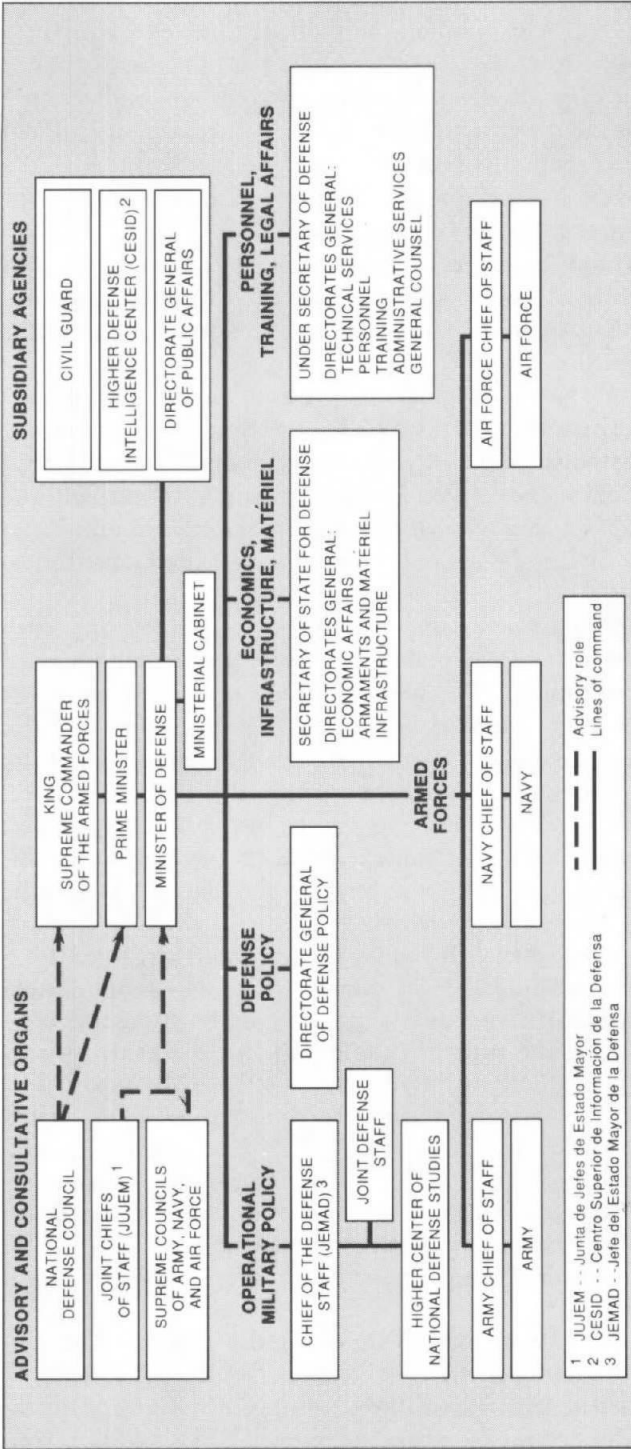 ADVISORY AND CONSULTATIVE ORGANS
NATIONAL
DEFENSE COUNCIL
JOINT CHIEFS
OF STAFF (JUJEM) 1
SUPREME COUNCILS
OF ARMY, NAVY,
AND AIR FORCE
KING
SUPREME COMMANDER
OF THE ARMED FORCES
PRIME MINISTER
MINISTER OF DEFENSE
MINISTERIAL CABINET
SUBSIDIARY AGENCIES
CIVIL GUARD
HIGHER DEFENSE
INTELLIGENCE CENTER (CESID) 2
DIRECTORATE GENERAL
OF PUBLIC AFFAIRS
OPERATIONAL
MILITARY POLICY
CHIEF OF THE DEFENSE
STAFF (JEMAD) 3
JOINT DEFENSE
STAFF
HIGHER CENTER OF
NATIONAL DEFENSE STUDIES
DEFENSE
POLICY
DIRECTORATE GENERAL
OF DEFENSE POLICY
ECONOMICS,
INFRASTRUCTURE, MATÉRIEL
SECRETARY OF STATE FOR DEFENSE
DIRECTORATES GENERAL:
ECONOMIC AFFAIRS
ARMAMENTS AND MATÉRIEL
INFRASTRUCTURE
PERSONNEL,
TRAINING, LEGAL AFFAIRS
UNDER SECRETARY OF DEFENSE
DIRECTORATES GENERAL:
TECHNICAL SERVICES
PERSONNEL
TRAINING
ADMINISTRATIVE SERVICES
GENERAL COUNSEL
ARMED
FORCES
ARMY CHIEF OF STAFF
ARMY
NAVY CHIEF OF STAFF
NAVY
AIR FORCE CHIEF OF STAFF
AIR FORCE
1 JUJEM - - Junta de Jefes de Estado Mayor
2 CESID - - Centro Superior de Información de la Defensa
3 JEMAD - - Jefe del Estado Mayor de la Defensa
Advisory role
Lines of command